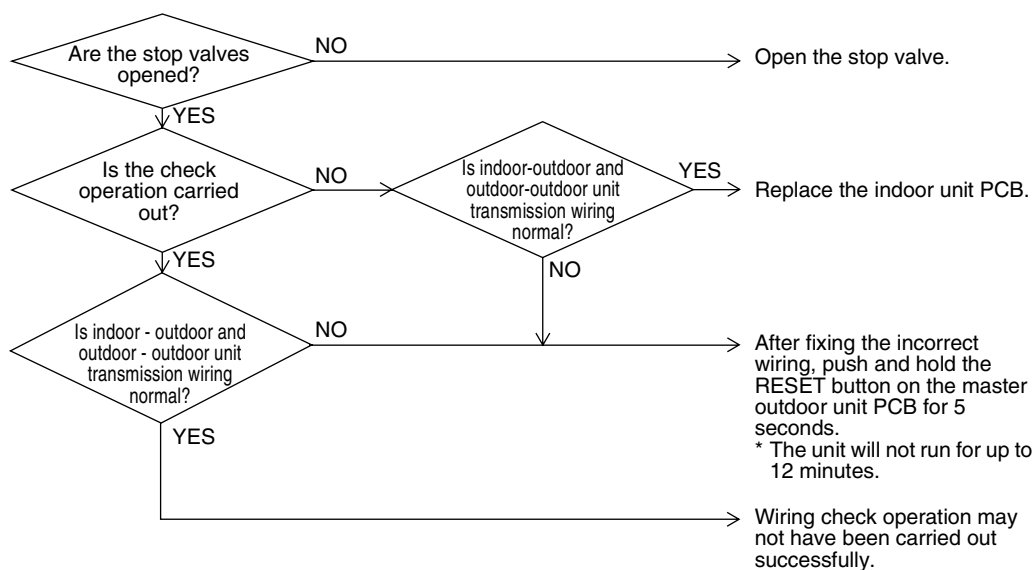 Are the stop valves
opened?
NO
Open the stop valve.
YES
Is the check
operation carried
out?
NO
Is indoor-outdoor and
outdoor-outdoor unit
transmission wiring
normal?
YES
Replace the indoor unit PCB.
YES
NO
Is indoor - outdoor and
outdoor - outdoor unit
transmission wiring
normal?
NO
After fixing the incorrect
wiring, push and hold the
RESET button on the master
outdoor unit PCB for 5
seconds.
* The unit will not run for up to
12 minutes.
YES
Wiring check operation may
not have been carried out
successfully.